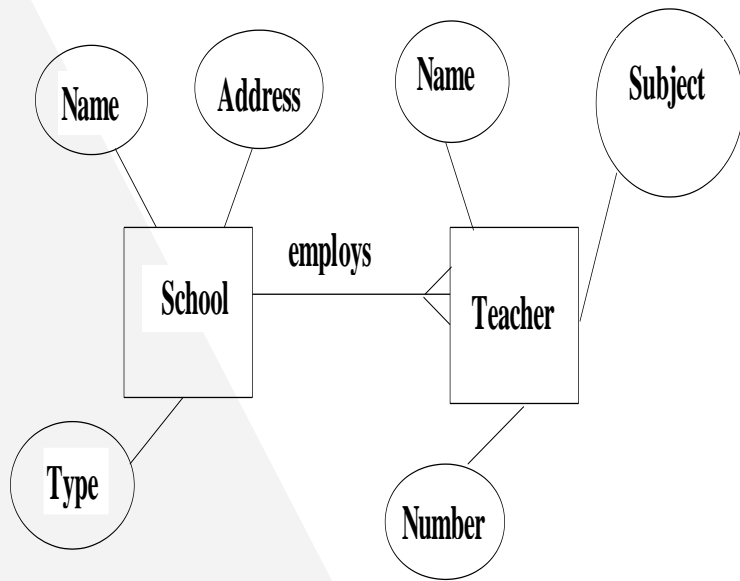 Name
Address
Name
Subject
employs
School
Teacher
Type
Number